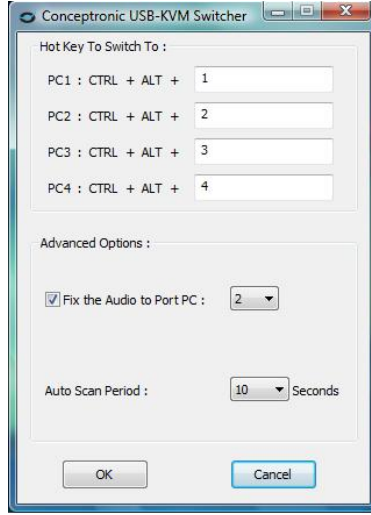 Conceptronic USB-KVM Switcher
Hot Key To Switch To :
PC1 : CTRL + ALT + 1
PC2 : CTRL + ALT + 2
PC3 : CTRL + ALT + 3
PC4 : CTRL + ALT + 4
Advanced Options :
Fix the Audio to Port PC : 2
Auto Scan Period : 10 Seconds
OK Cancel